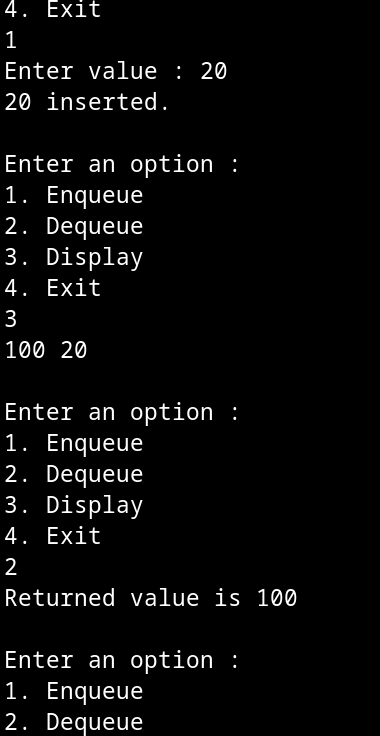 4. Exit
1
Enter value : 20
20 inserted.
Enter an option :
1. Enqueue
2. Dequeue
3. Display
4. Exit
3
100 20
Enter an option :
1. Enqueue
2. Dequeue
3. Display
4. Exit
2
Returned value is 100
Enter an option :
1. Enqueue
2. Dequeue